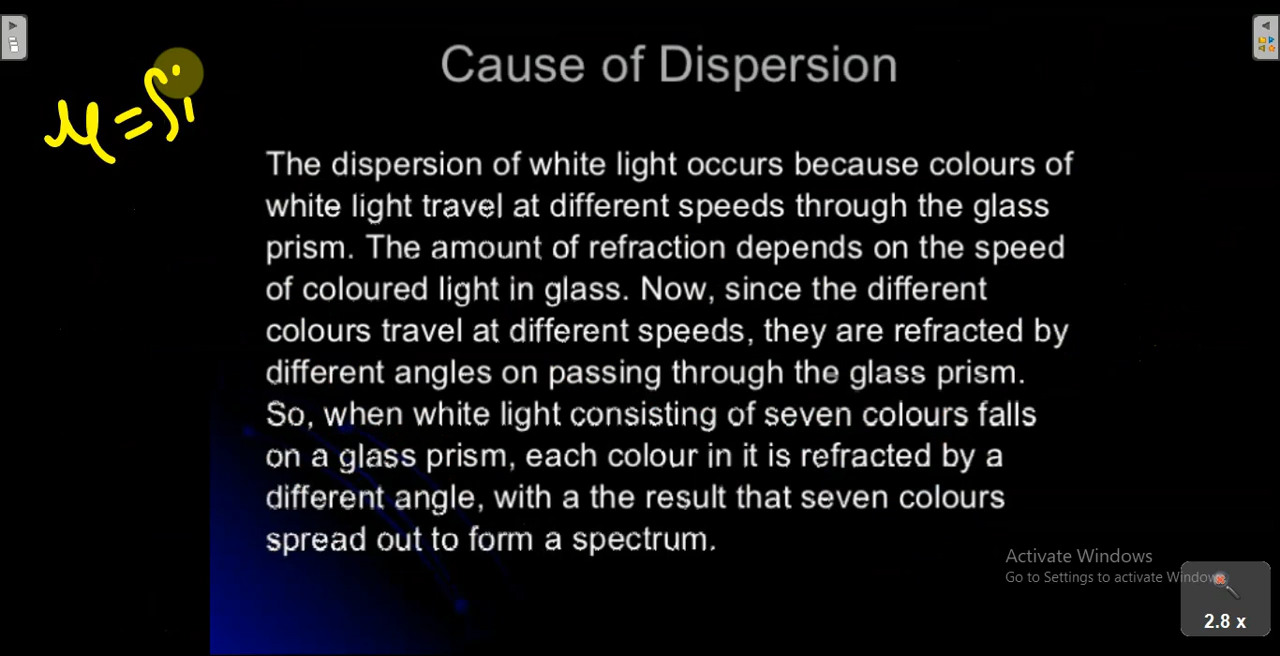 Cause of Dispersion
μ = Si
The dispersion of white light occurs because colours of
white light travel at different speeds through the glass
prism. The amount of refraction depends on the speed
of coloured light in glass. Now, since the different
colours travel at different speeds, they are refracted by
different angles on passing through the glass prism.
So, when white light consisting of seven colours falls
on a glass prism, each colour in it is refracted by a
different angle, with a the result that seven colours
spread out to form a spectrum.
Activate Windows
Go to Settings to activate Windows
2.8 x